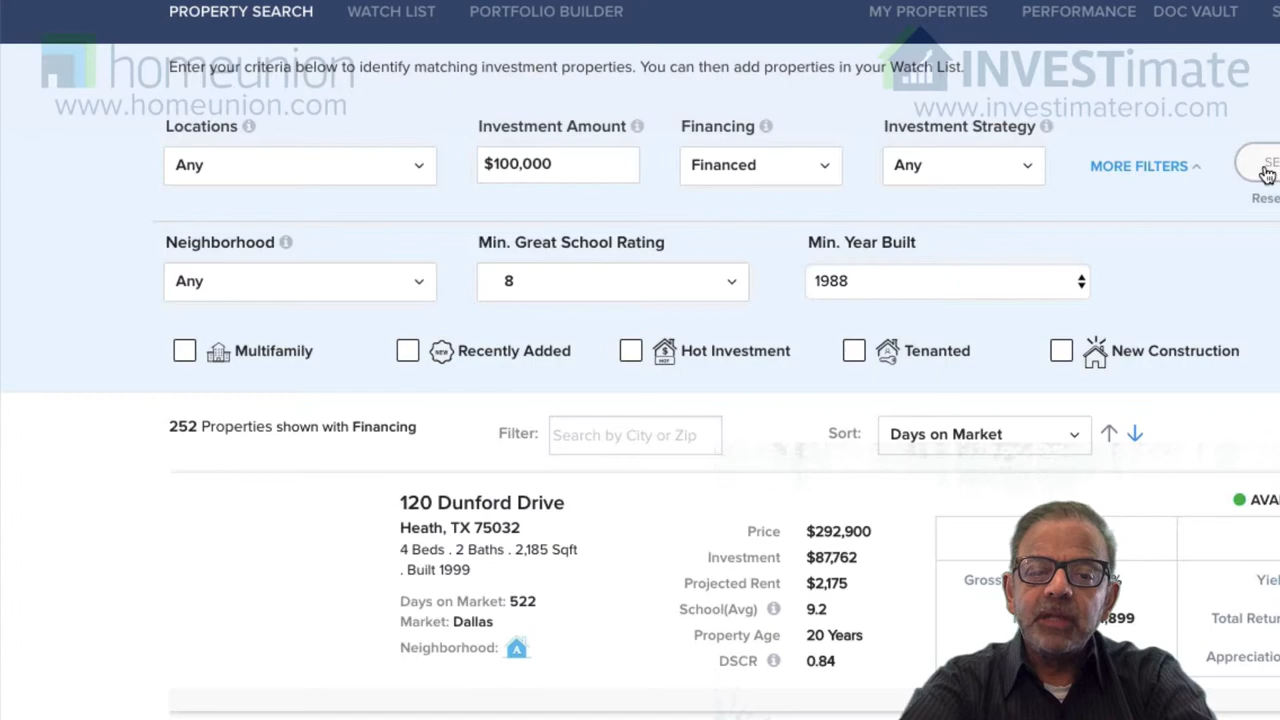 PROPERTY SEARCH WATCH LIST PORTFOLIO BUILDER MY PROPERTIES PERFORMANCE DOC VAULT
homeunion
www.homeunion.com
INVESTimate
www.investimateroi.com
Enter your criteria below to identify matching investment properties. You can then add properties in your Watch List.
Locations Investment Amount Financing Investment Strategy
Any $100,000 Financed Any MORE FILTERS
Neighborhood Min. Great School Rating Min. Year Built
Any 8 1988
Multifamily NEW Recently Added HOT Hot Investment Tenanted New Construction
252 Properties shown with Financing Filter: Search by City or Zip Sort: Days on Market
120 Dunford Drive
Heath, TX 75032
4 Beds . 2 Baths . 2,185 Sqft
. Built 1999
Days on Market: 522
Market: Dallas
Neighborhood: A
Price $292,900
Investment $87,762
Projected Rent $2,175
School(Avg) 9.2
Property Age 20 Years
DSCR 0.84
Gross
,899